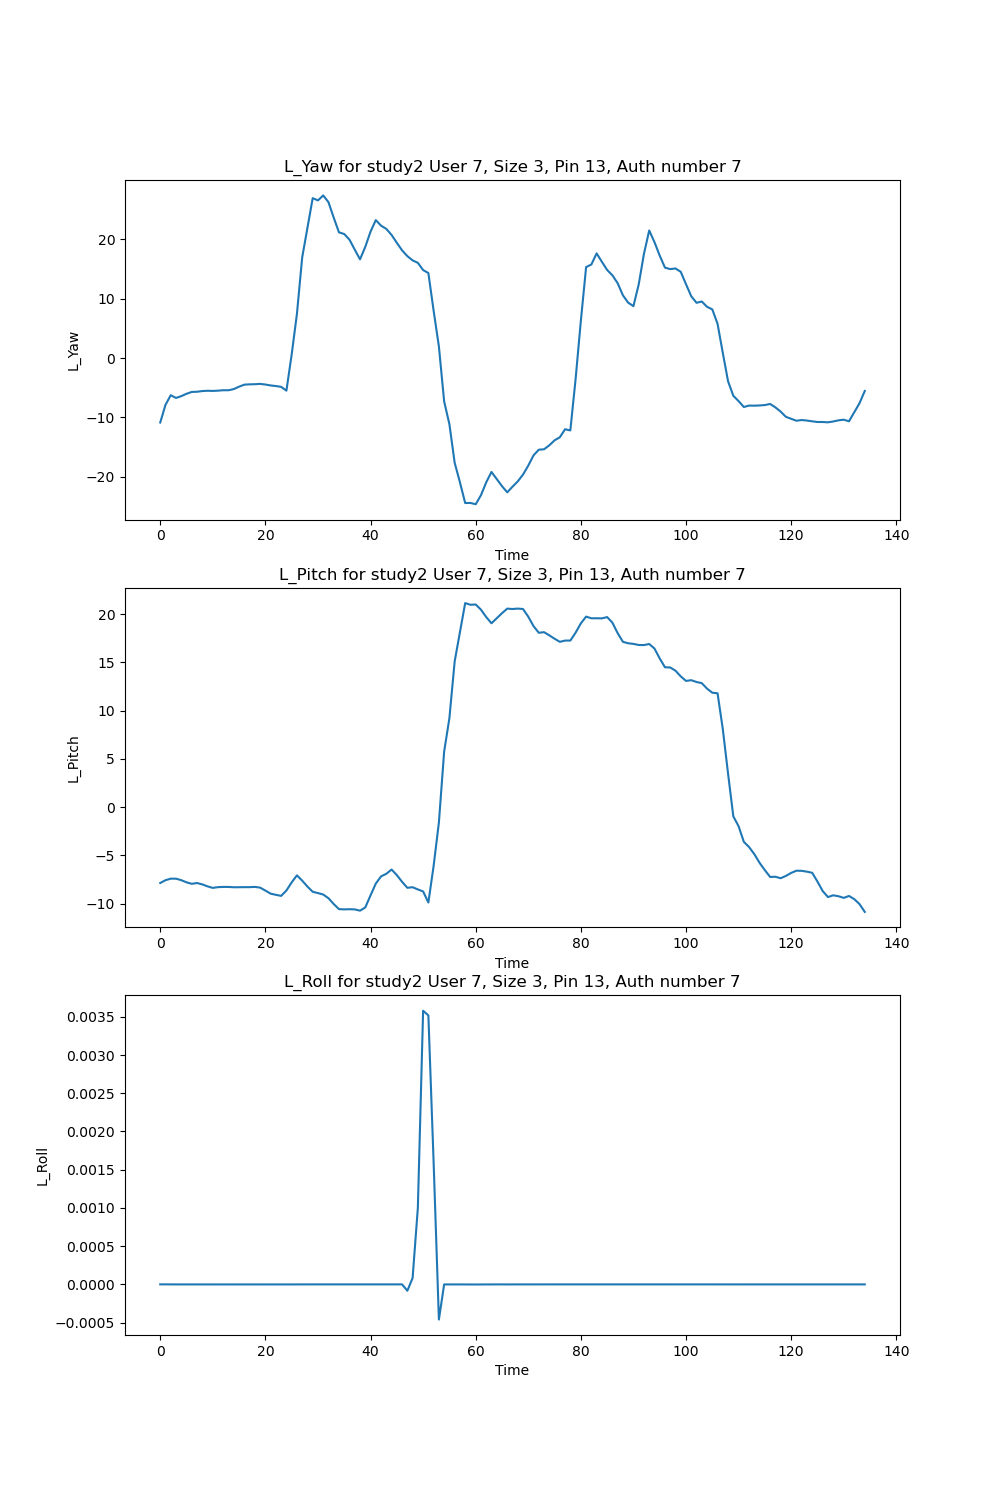 L_Yaw for study2 User 7, Size 3, Pin 13, Auth number 7
20
10
0
−10
−20
L_Yaw
0 20 40 60 80 100 120 140
Time
L_Pitch for study2 User 7, Size 3, Pin 13, Auth number 7
20
15
10
5
0
−5
−10
L_Pitch
0 20 40 60 80 100 120 140
Time
L_Roll for study2 User 7, Size 3, Pin 13, Auth number 7
0.0035
0.0030
0.0025
0.0020
0.0015
0.0010
0.0005
0.0000
−0.0005
L_Roll
0 20 40 60 80 100 120 140
Time